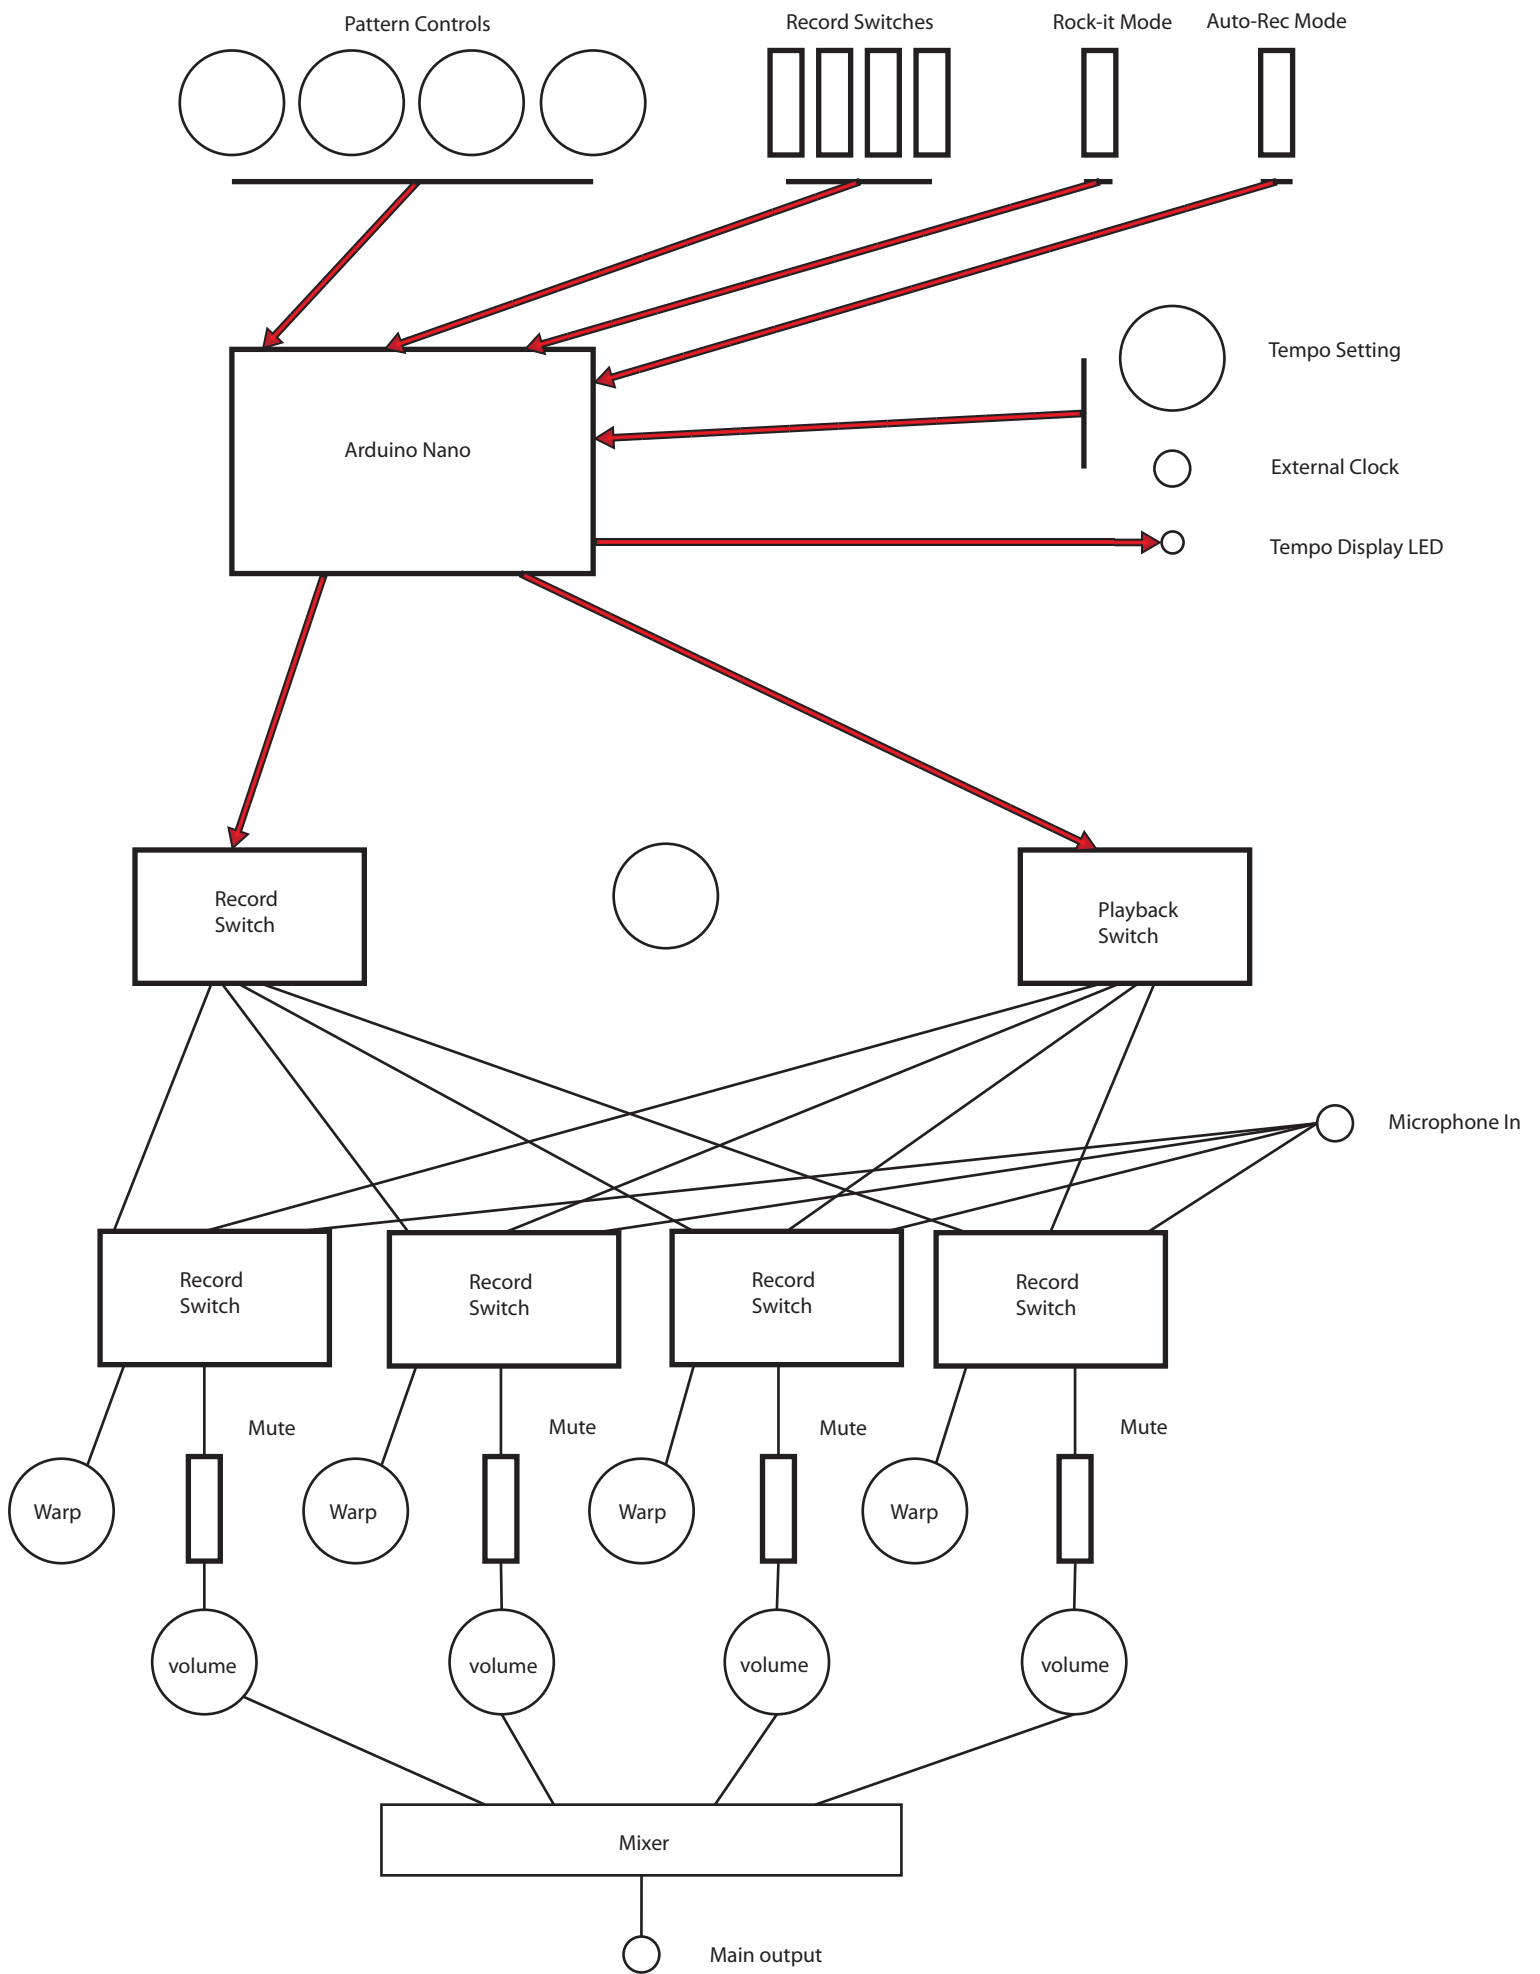 Pattern Controls
Record Switches
Rock-it Mode
Auto-Rec Mode
Tempo Setting
Arduino Nano
External Clock
Tempo Display LED
Record
Switch
Playback
Switch
Microphone In
Record
Switch
Record
Switch
Record
Switch
Record
Switch
Mute
Mute
Mute
Mute
Warp
Warp
Warp
Warp
volume
volume
volume
volume
Mixer
Main output